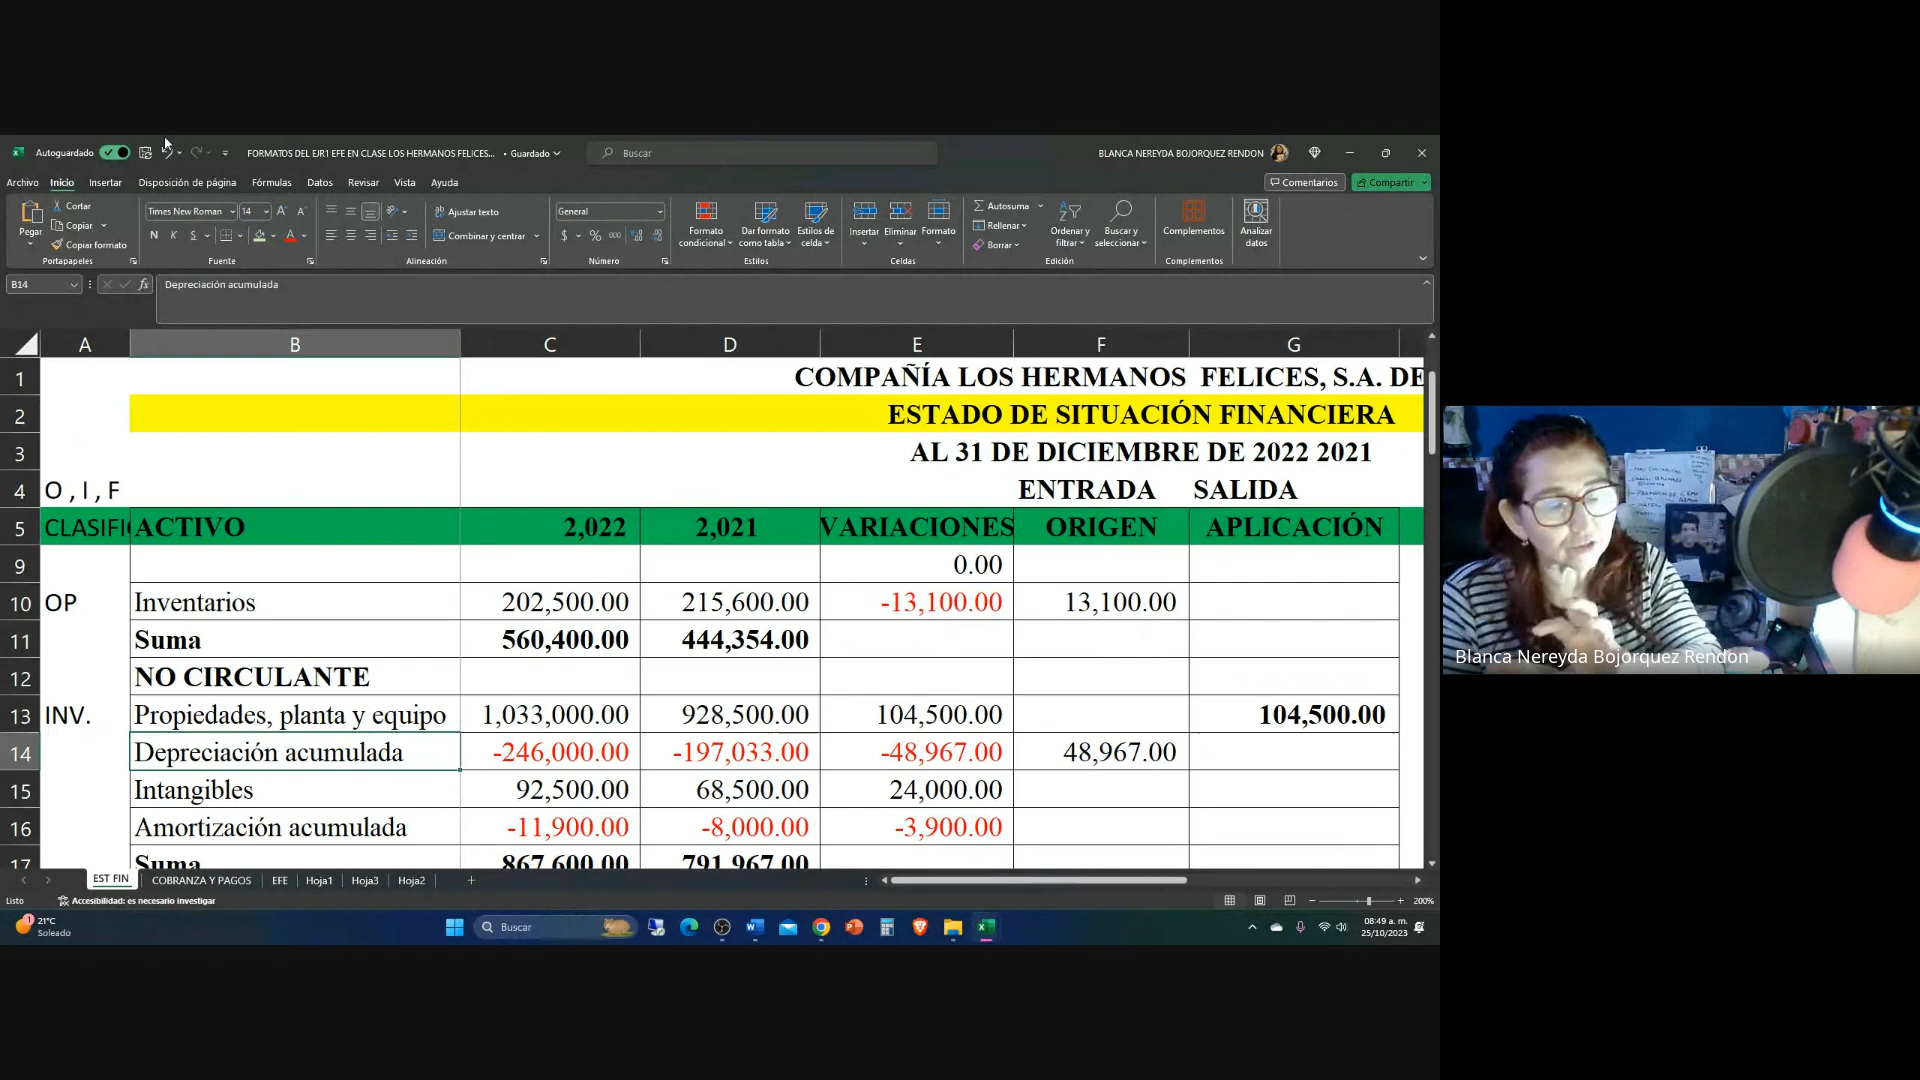 Autoguardado
FORMATOS DEL EJR1 EFE EN CLASE LOS HERMANOS FELICES... • Guardado
Buscar
BLANCA NEREYDA BOJORQUEZ RENDON
Archivo Inicio Insertar Disposición de página Fórmulas Datos Revisar Vista Ayuda
Comentarios Compartir
Pegar
Cortar
Copiar
Copiar formato
Portapapeles
Times New Roman 14
N K S
Fuente
Ajustar texto
Combinar y centrar
Alineación
General
$ % 000
Número
Formato condicional
Dar formato como tabla
Estilos de celda
Estilos
Insertar Eliminar Formato
Celdas
Autosuma
Rellenar
Borrar
Ordenar y filtrar
Buscar y seleccionar
Edición
Complementos
Complementos
Analizar datos
B14 fx Depreciación acumulada
A B C D E F G
1 COMPAÑÍA LOS HERMANOS FELICES, S.A. DE
2 ESTADO DE SITUACIÓN FINANCIERA
3 AL 31 DE DICIEMBRE DE 2022 2021
4 O , I , F ENTRADA SALIDA
5 CLASIFI ACTIVO 2,022 2,021 VARIACIONES ORIGEN APLICACIÓN
9 0.00
10 OP Inventarios 202,500.00 215,600.00 -13,100.00 13,100.00
11 Suma 560,400.00 444,354.00
12 NO CIRCULANTE
13 INV. Propiedades, planta y equipo 1,033,000.00 928,500.00 104,500.00 104,500.00
14 Depreciación acumulada -246,000.00 -197,033.00 -48,967.00 48,967.00
15 Intangibles 92,500.00 68,500.00 24,000.00
16 Amortización acumulada -11,900.00 -8,000.00 -3,900.00
17 Suma 867,600.00 791,967.00
EST FIN COBRANZA Y PAGOS EFE Hoja1 Hoja3 Hoja2
Listo Accesibilidad: es necesario investigar
200%
1
21°C
Soleado
Buscar
08:49 a. m.
25/10/2023
Blanca Nereyda Bojorquez Rendon